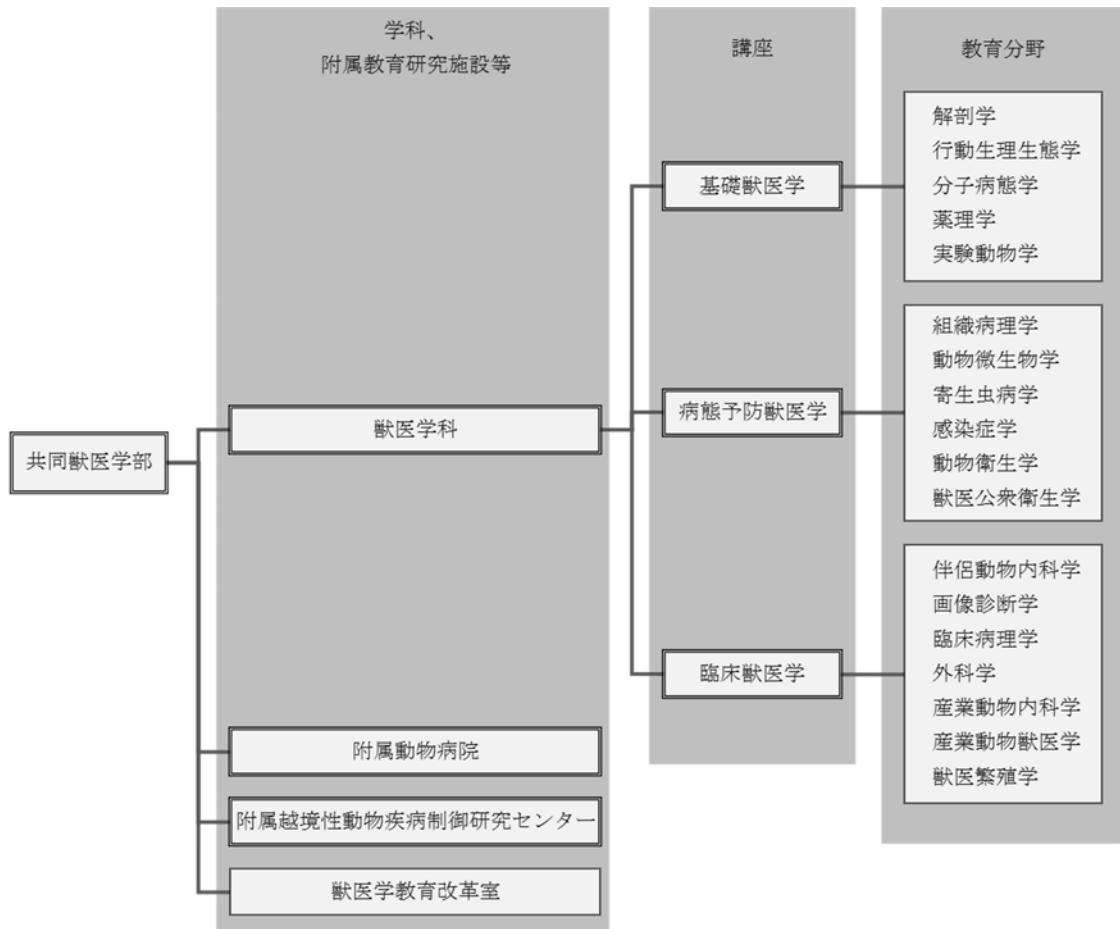 学科、
附属教育研究施設等
講座
教育分野
共同獣医学部
獣医学科
附属動物病院
附属越境性動物疾病制御研究センター
獣医学教育改革室
基礎獣医学
病態予防獣医学
臨床獣医学
解剖学
行動生理生態学
分子病態学
薬理学
実験動物学
組織病理学
動物微生物学
寄生虫病学
感染症学
動物衛生学
獣医公衆衛生学
伴侶動物内科学
画像診断学
臨床病理学
外科学
産業動物内科学
産業動物獣医学
獣医繁殖学